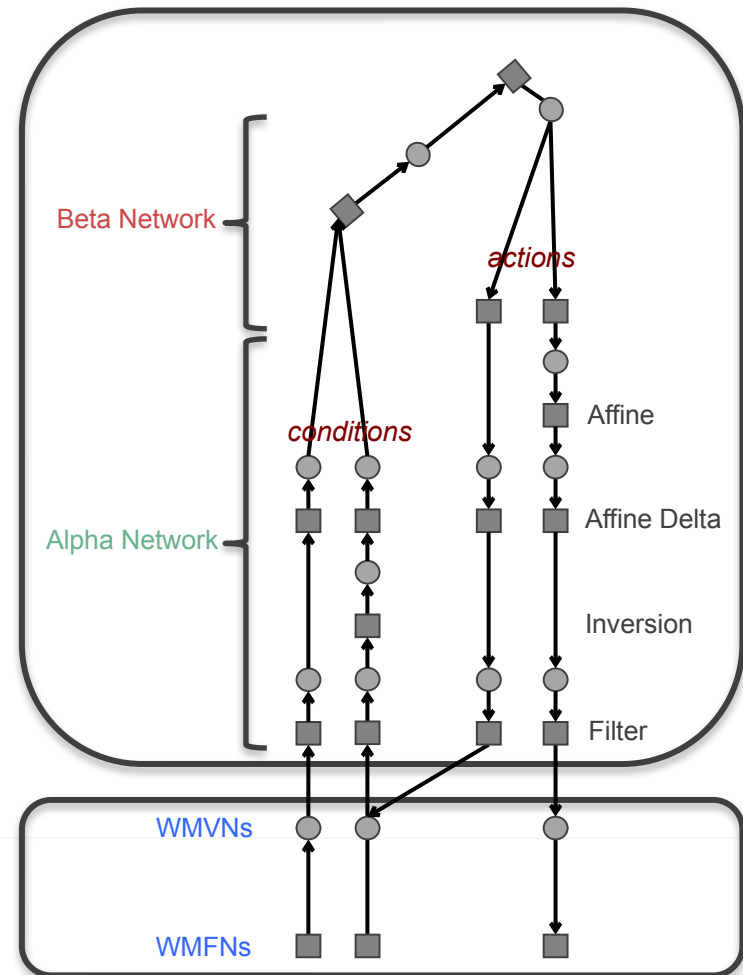 Beta Network
actions
Affine
conditions
Affine Delta
Alpha Network
Inversion
Filter
WMVNs
WMFNs